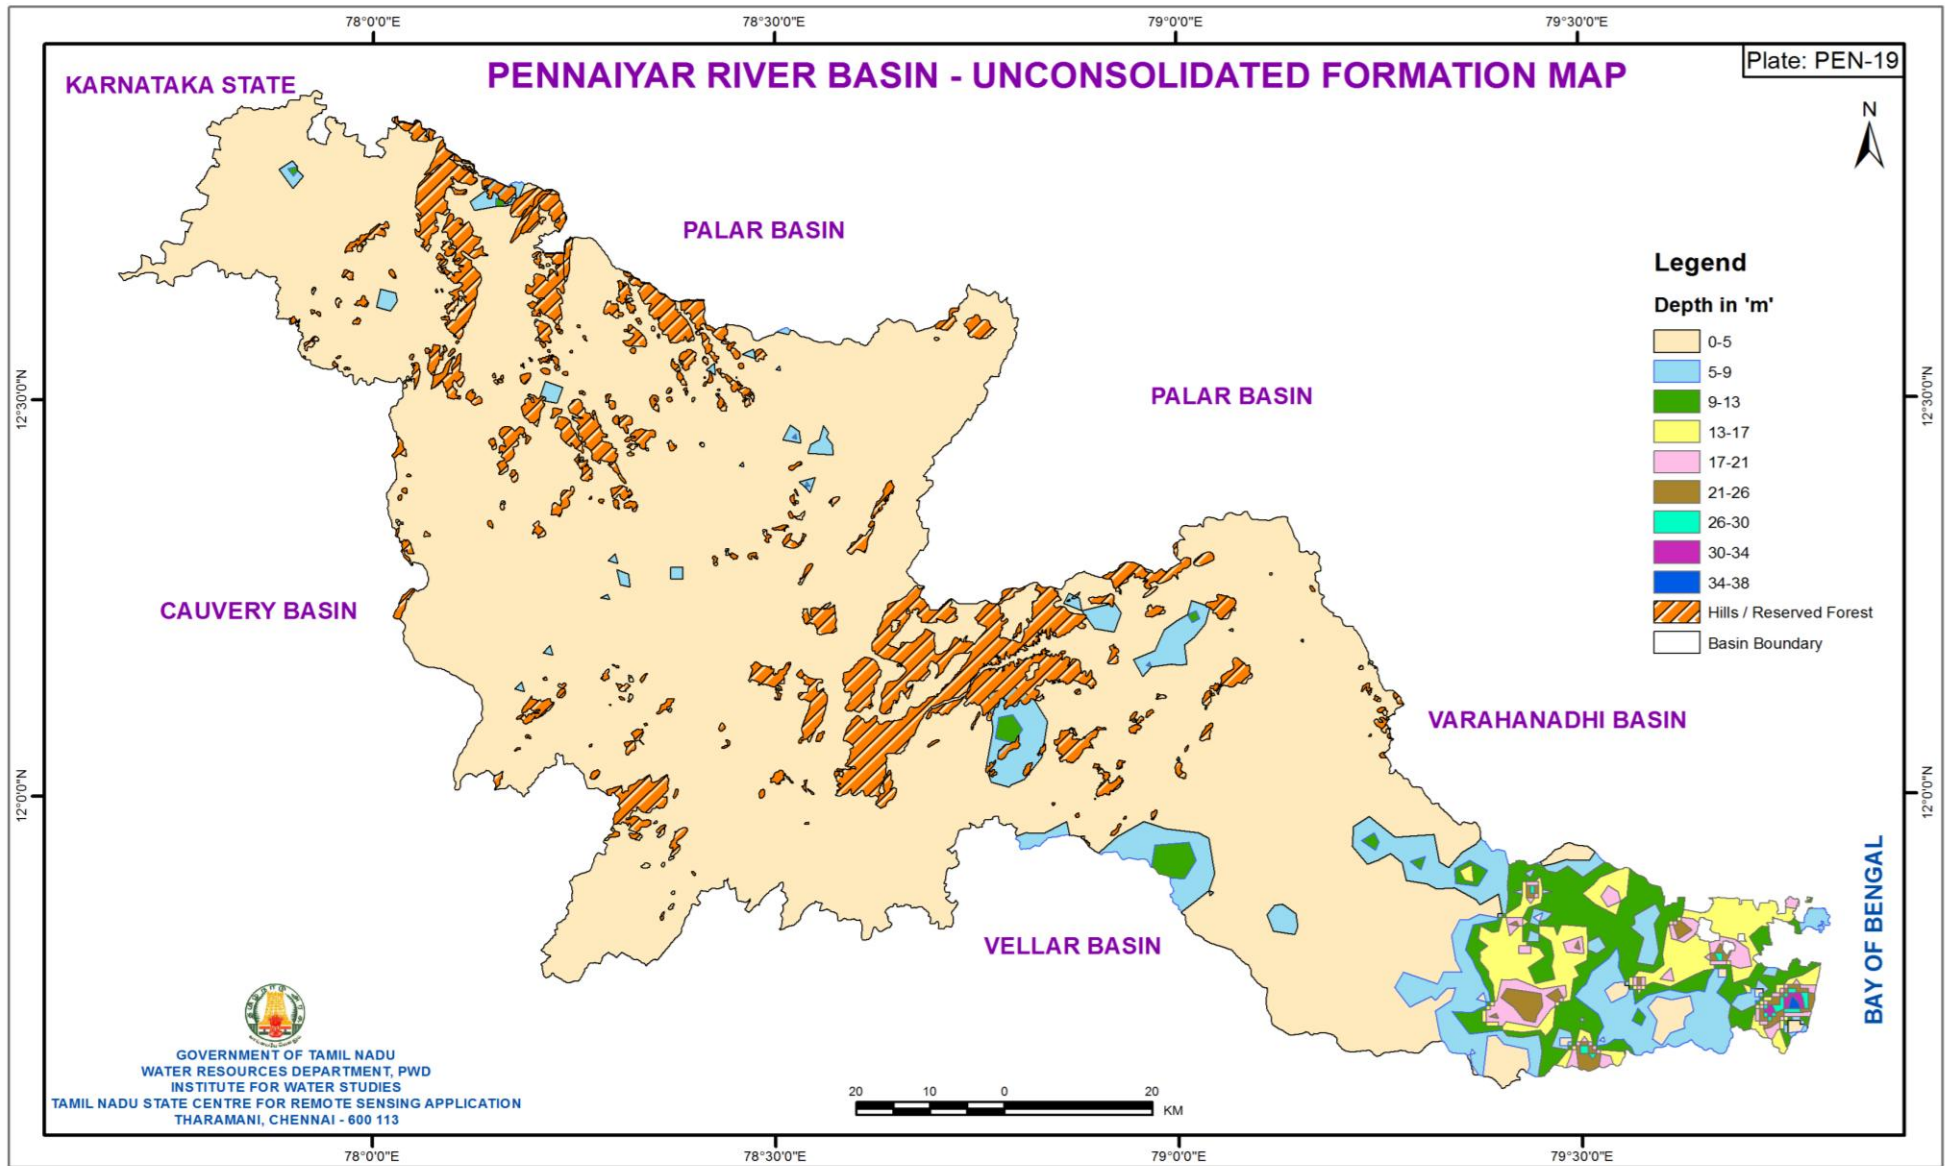 78°0'0"E
78°30'0"E
79°0'0"E
79°30'0"E
KARNATAKA STATE
PENNAIYAR RIVER BASIN - UNCONSOLIDATED FORMATION MAP
Plate: PEN-19
N
PALAR BASIN
Legend
Depth in 'm'
0-5
5-9
9-13
13-17
17-21
21-26
26-30
30-34
34-38
Hills / Reserved Forest
Basin Boundary
12°30'0"N
PALAR BASIN
12°30'0"N
CAUVERY BASIN
VARAHANADHI BASIN
12°0'0"N
12°0'0"N
BAY OF BENGAL
VELLAR BASIN
GOVERNMENT OF TAMIL NADU
WATER RESOURCES DEPARTMENT, PWD
INSTITUTE FOR WATER STUDIES
TAMIL NADU STATE CENTRE FOR REMOTE SENSING APPLICATION
THARAMANI, CHENNAI - 600 113
20 10 0 20
KM
78°0'0"E
78°30'0"E
79°0'0"E
79°30'0"E